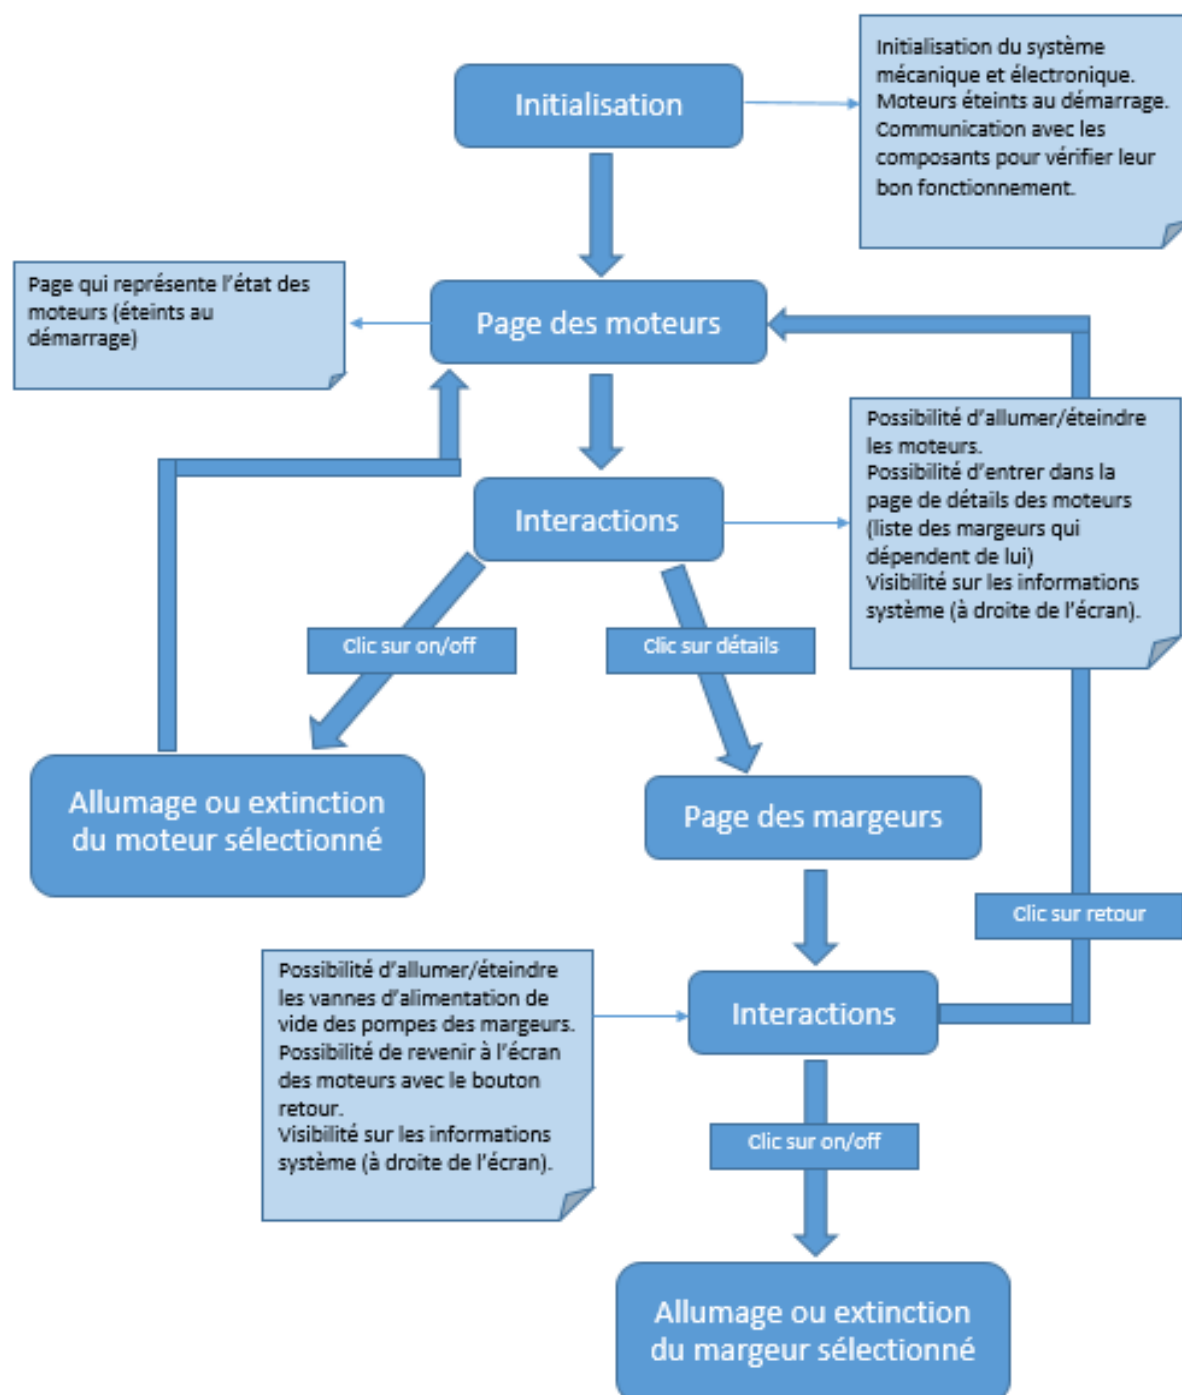 Initialisation
Initialisation du système
mécanique et électronique.
Moteurs éteints au démarrage.
Communication avec les
composants pour vérifier leur
bon fonctionnement.
Page qui représente l'état des
moteurs (éteints au
démarrage)
Page des moteurs
Interactions
Possibilité d'allumer/éteindre
les moteurs.
Possibilité d'entrer dans la
page de détails des moteurs
(liste des margeurs qui
dépendent de lui)
Visibilité sur les informations
système (à droite de l'écran).
Clic sur on/off
Clic sur détails
Allumage ou extinction
du moteur sélectionné
Page des margeurs
Clic sur retour
Possibilité d'allumer/éteindre
les vannes d'alimentation de
vide des pompes des margeurs.
Possibilité de revenir à l'écran
des moteurs avec le bouton
retour.
Visibilité sur les informations
système (à droite de l'écran).
Interactions
Clic sur on/off
Allumage ou extinction
du margeur sélectionné